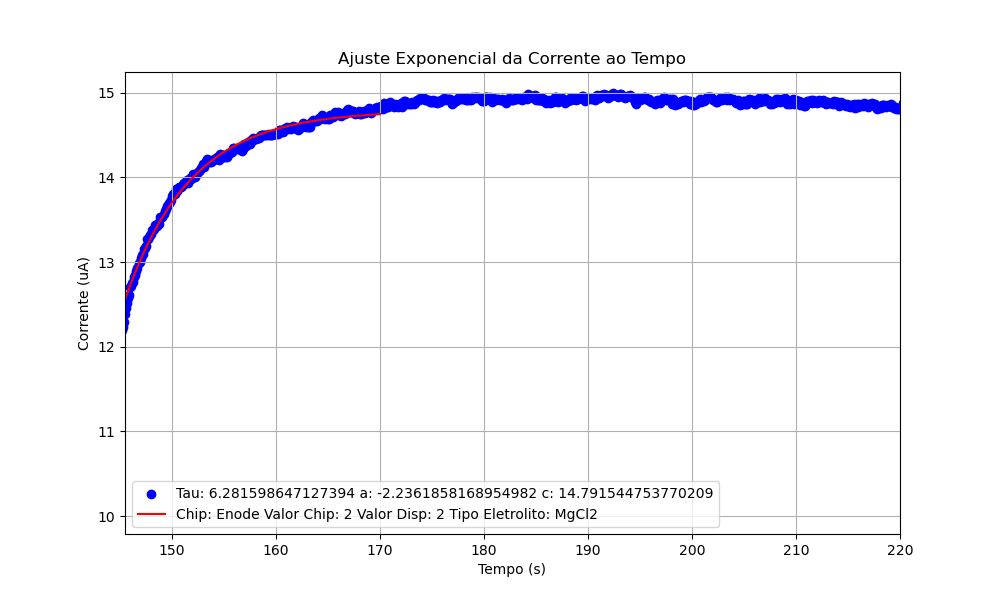 Ajuste Exponencial da Corrente ao Tempo
Corrente (uA)
15
14
13
12
11
10
Tau: 6.281598647127394 a: -2.2361858168954982 c: 14.791544753770209
Chip: Enode Valor Chip: 2 Valor Disp: 2 Tipo Eletrolito: MgCl2
150 160 170 180 190 200 210 220
Tempo (s)